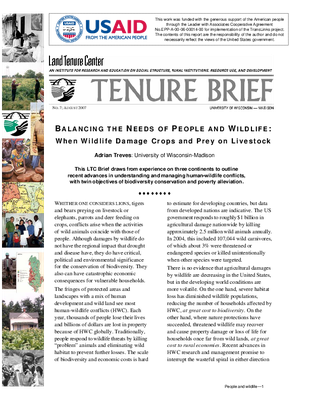 USAID
FROM THE AMERICAN PEOPLE
This work was funded with the generous support of the American people
through the Leader with Associates Cooperative Agreement
for implementation of the TransLinks project.
The contents of this report are the responsibility of the author and do not
necessarily reflect the views of the United States government.
Land Tenure Center
AN INSTITUTE FOR RESEARCH AND EDUCATION ON SOCIAL STRUCTURE, RURAL INSTITUTIONS, RESOURCE USE, AND DEVELOPMENT
TENURE BRIEF
NO. 7, AUGUST 2007
UNIVERSITY OF WISCONSIN — MADISON
BALANCING THE NEEDS OF PEOPLE AND WILDLIFE:
When Wildlife Damage Crops and Prey on Livestock
Adrian Treves: University of Wisconsin-Madison
This LTC Brief draws from experience on three continents to outline
recent advances in understanding and managing human-wildlife conflicts,
with twin objectives of biodiversity conservation and poverty alleviation.
WHETHER ONE CONSIDERS LIONS, tigers
and bears preying on livestock or
elephants, parrots and deer feeding on
crops, conflicts arise when the activities
of wild animals coincide with those of
people. Although damages by wildlife do
not have the regional impact that drought
and disease have, they do have critical,
political and environmental significance
for the conservation of biodiversity. They
also can have catastrophic economic
consequences for vulnerable households.
The fringes of protected areas and
landscapes with a mix of human
development and wild land see most
human-wildlife conflicts (HWC). Each
year, thousands of people lose their lives
and billions of dollars are lost in property
because of HWC globally. Traditionally,
people respond to wildlife threats by killing
"problem" animals and eliminating wild
habitat to prevent further losses. The scale
of biodiversity and economic costs is hard
to estimate for developing countries, but data
from developed nations are indicative. The US
government responds to roughly $1 billion in
agricultural damage nationwide by killing
approximately 2.5 million wild animals annually.
In 2004, this included 107,044 wild carnivores,
of which about 3% were threatened or
endangered species or killed unintentionally
when other species were targeted.
There is no evidence that agricultural damages
by wildlife are decreasing in the United States,
but in the developing world conditions are
more volatile. On the one hand, severe habitat
loss has diminished wildlife populations,
reducing the number of households affected by
HWC, at great cost to biodiversity. On the
other hand, where nature protections have
succeeded, threatened wildlife may recover
and cause property damage or loss of life for
households once far from wild lands, at great
cost to rural economies. Recent advances in
HWC research and management promise to
interrupt the wasteful spiral in either direction
People and wildlife—1